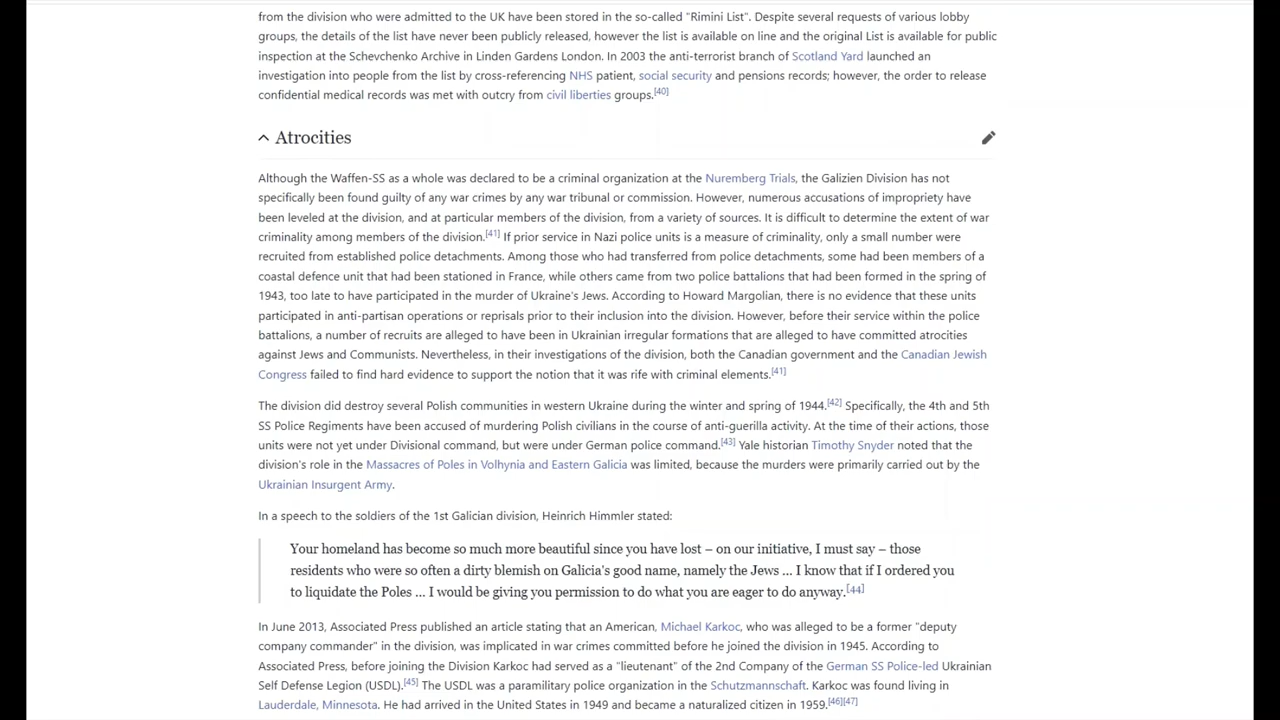 from the division who were admitted to the UK have been stored in the so-called "Rimini List". Despite several requests of various lobby
groups, the details of the list have never been publicly released, however the list is available on line and the original List is available for public
inspection at the Schevchenko Archive in Linden Gardens London. In 2003 the anti-terrorist branch of Scotland Yard launched an
investigation into people from the list by cross-referencing NHS patient, social security and pensions records; however, the order to release
confidential medical records was met with outcry from civil liberties groups.[40]
Atrocities
Although the Waffen-SS as a whole was declared to be a criminal organization at the Nuremberg Trials, the Galizien Division has not
specifically been found guilty of any war crimes by any war tribunal or commission. However, numerous accusations of impropriety have
been leveled at the division, and at particular members of the division, from a variety of sources. It is difficult to determine the extent of war
criminality among members of the division.[41] If prior service in Nazi police units is a measure of criminality, only a small number were
recruited from established police detachments. Among those who had transferred from police detachments, some had been members of a
coastal defence unit that had been stationed in France, while others came from two police battalions that had been formed in the spring of
1943, too late to have participated in the murder of Ukraine's Jews. According to Howard Margolian, there is no evidence that these units
participated in anti-partisan operations or reprisals prior to their inclusion into the division. However, before their service within the police
battalions, a number of recruits are alleged to have been in Ukrainian irregular formations that are alleged to have committed atrocities
against Jews and Communists. Nevertheless, in their investigations of the division, both the Canadian government and the Canadian Jewish
Congress failed to find hard evidence to support the notion that it was rife with criminal elements.[41]
The division did destroy several Polish communities in western Ukraine during the winter and spring of 1944.[42] Specifically, the 4th and 5th
SS Police Regiments have been accused of murdering Polish civilians in the course of anti-guerilla activity. At the time of their actions, those
units were not yet under Divisional command, but were under German police command.[43] Yale historian Timothy Snyder noted that the
division's role in the Massacres of Poles in Volhynia and Eastern Galicia was limited, because the murders were primarily carried out by the
Ukrainian Insurgent Army.
In a speech to the soldiers of the 1st Galician division, Heinrich Himmler stated:
Your homeland has become so much more beautiful since you have lost – on our initiative, I must say – those
residents who were so often a dirty blemish on Galicia's good name, namely the Jews ... I know that if I ordered you
to liquidate the Poles ... I would be giving you permission to do what you are eager to do anyway.[44]
In June 2013, Associated Press published an article stating that an American, Michael Karkoc, who was alleged to be a former "deputy
company commander" in the division, was implicated in war crimes committed before he joined the division in 1945. According to
Associated Press, before joining the Division Karkoc had served as a "lieutenant" of the 2nd Company of the German SS Police-led Ukrainian
Self Defense Legion (USDL).[45] The USDL was a paramilitary police organization in the Schutzmannschaft. Karkoc was found living in
Lauderdale, Minnesota. He had arrived in the United States in 1949 and became a naturalized citizen in 1959.[46][47]